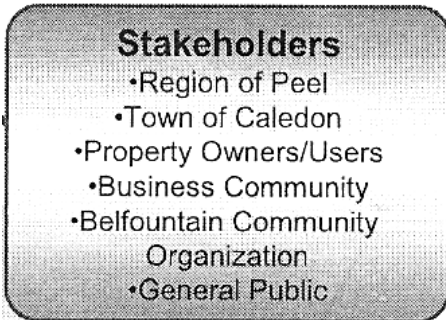 Stakeholders
•Region of Peel
•Town of Caledon
•Property Owners/Users
•Business Community
•Belfountain Community
Organization
•General Public